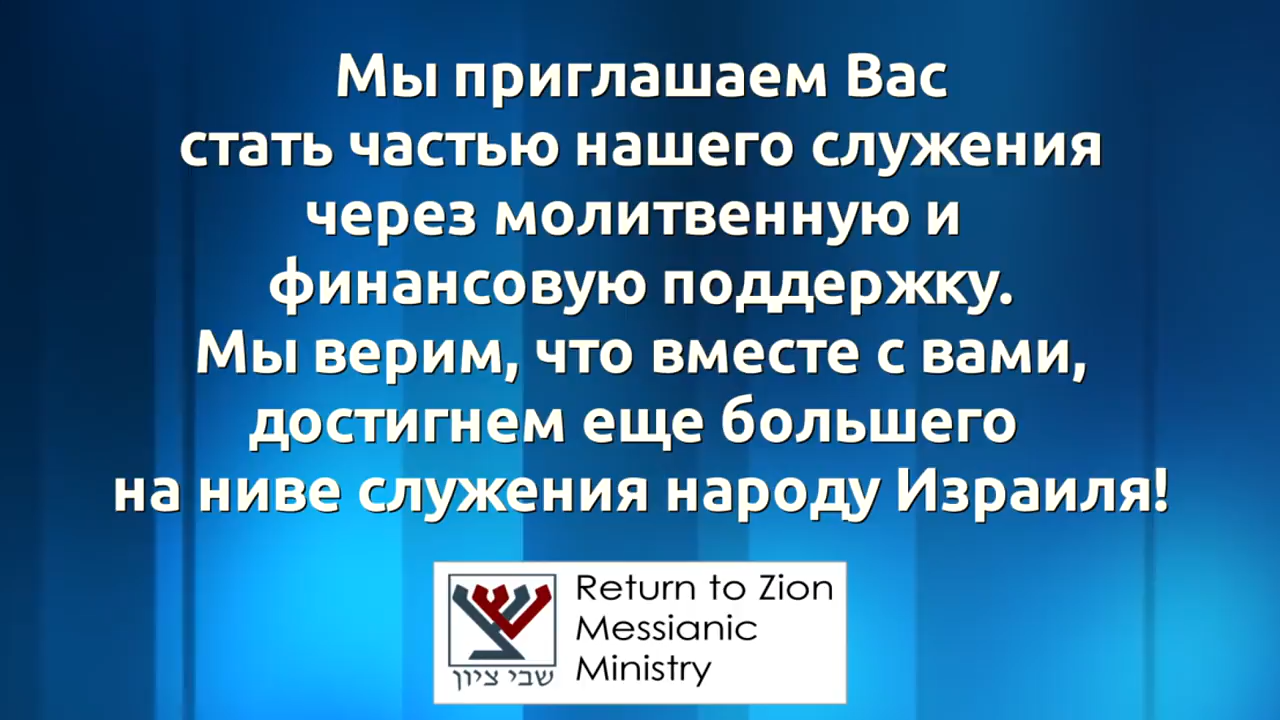 Мы приглашаем Вас
стать частью нашего служения
через молитвенную и
финансовую поддержку.
Мы верим, что вместе с вами,
достигнем еще большего
на ниве служения народу Израиля!
Return to Zion
Messianic
Ministry
שבי ציון